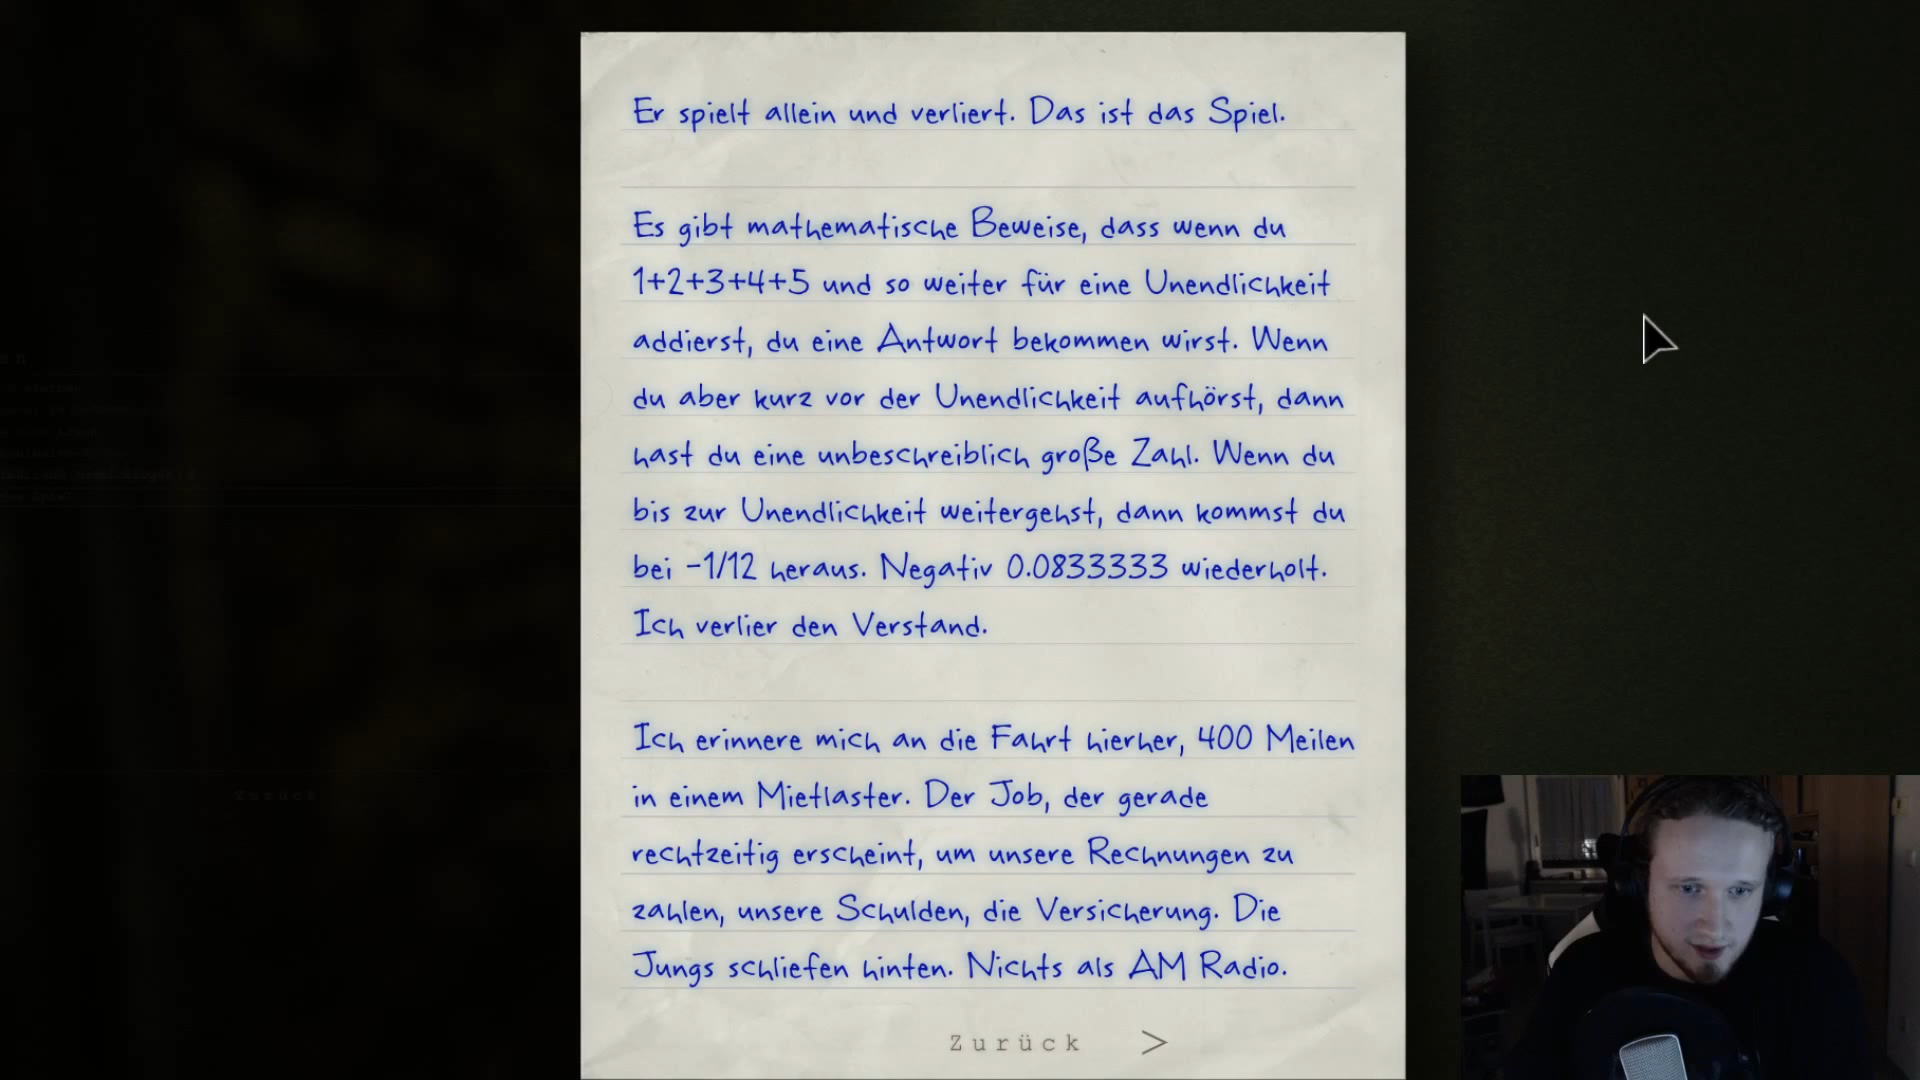 Er spielt allein und verliert. Das ist das Spiel.
Es gibt mathematische Beweise, dass wenn du
1+2+3+4+5 und so weiter für eine Unendlichkeit
addierst, du eine Antwort bekommen wirst. Wenn
du aber kurz vor der Unendlichkeit aufhörst, dann
hast du eine unbeschreiblich große Zahl. Wenn du
bis zur Unendlichkeit weitergehst, dann kommst du
bei -1/12 heraus. Negativ 0.0833333 wiederholt.
Ich verlier den Verstand.
Ich erinnere mich an die Fahrt hierher, 400 Meilen
in einem Mietlaster. Der Job, der gerade
rechtzeitig erscheint, um unsere Rechnungen zu
zahlen, unsere Schulden, die Versicherung. Die
Jungs schliefen hinten. Nichts als AM Radio.
Zurück >
Zurück